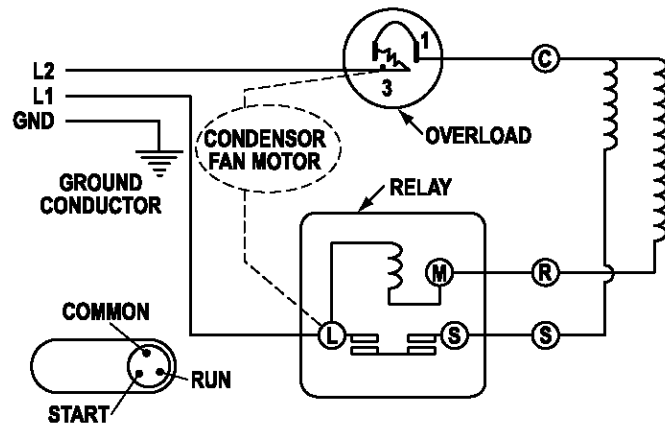 1
L2
C
L1
3
GND
OVERLOAD
CONDENSOR
FAN MOTOR
GROUND
CONDUCTOR
RELAY
M
R
L
S
S
COMMON
RUN
START